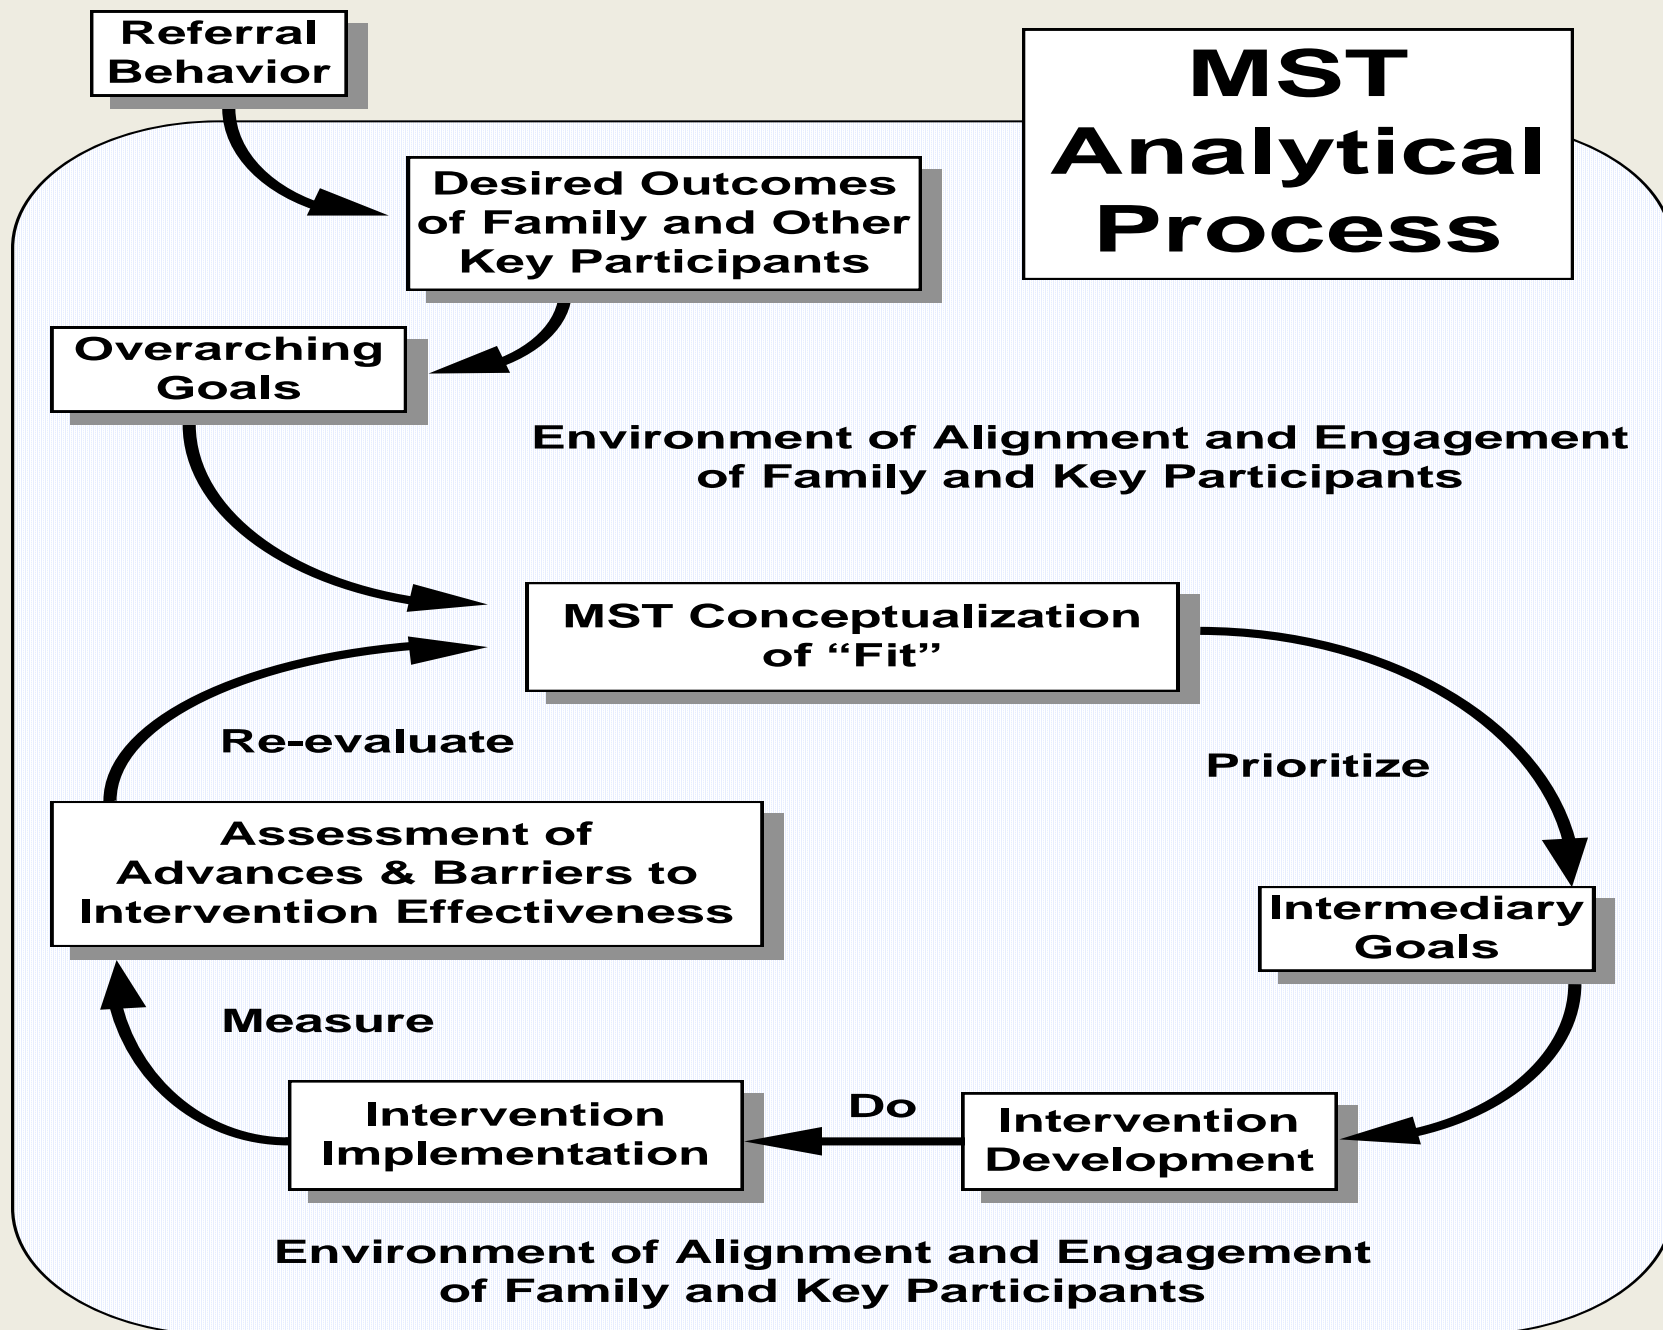 Referral
Behavior
MST
Analytical
Process
Desired Outcomes
of Family and Other
Key Participants
Overarching
Goals
Environment of Alignment and Engagement
of Family and Key Participants
MST Conceptualization
of “Fit”
Re-evaluate
Prioritize
Assessment of
Advances & Barriers to
Intervention Effectiveness
Intermediary
Goals
Measure
Do
Intervention
Implementation
Intervention
Development
Environment of Alignment and Engagement
of Family and Key Participants